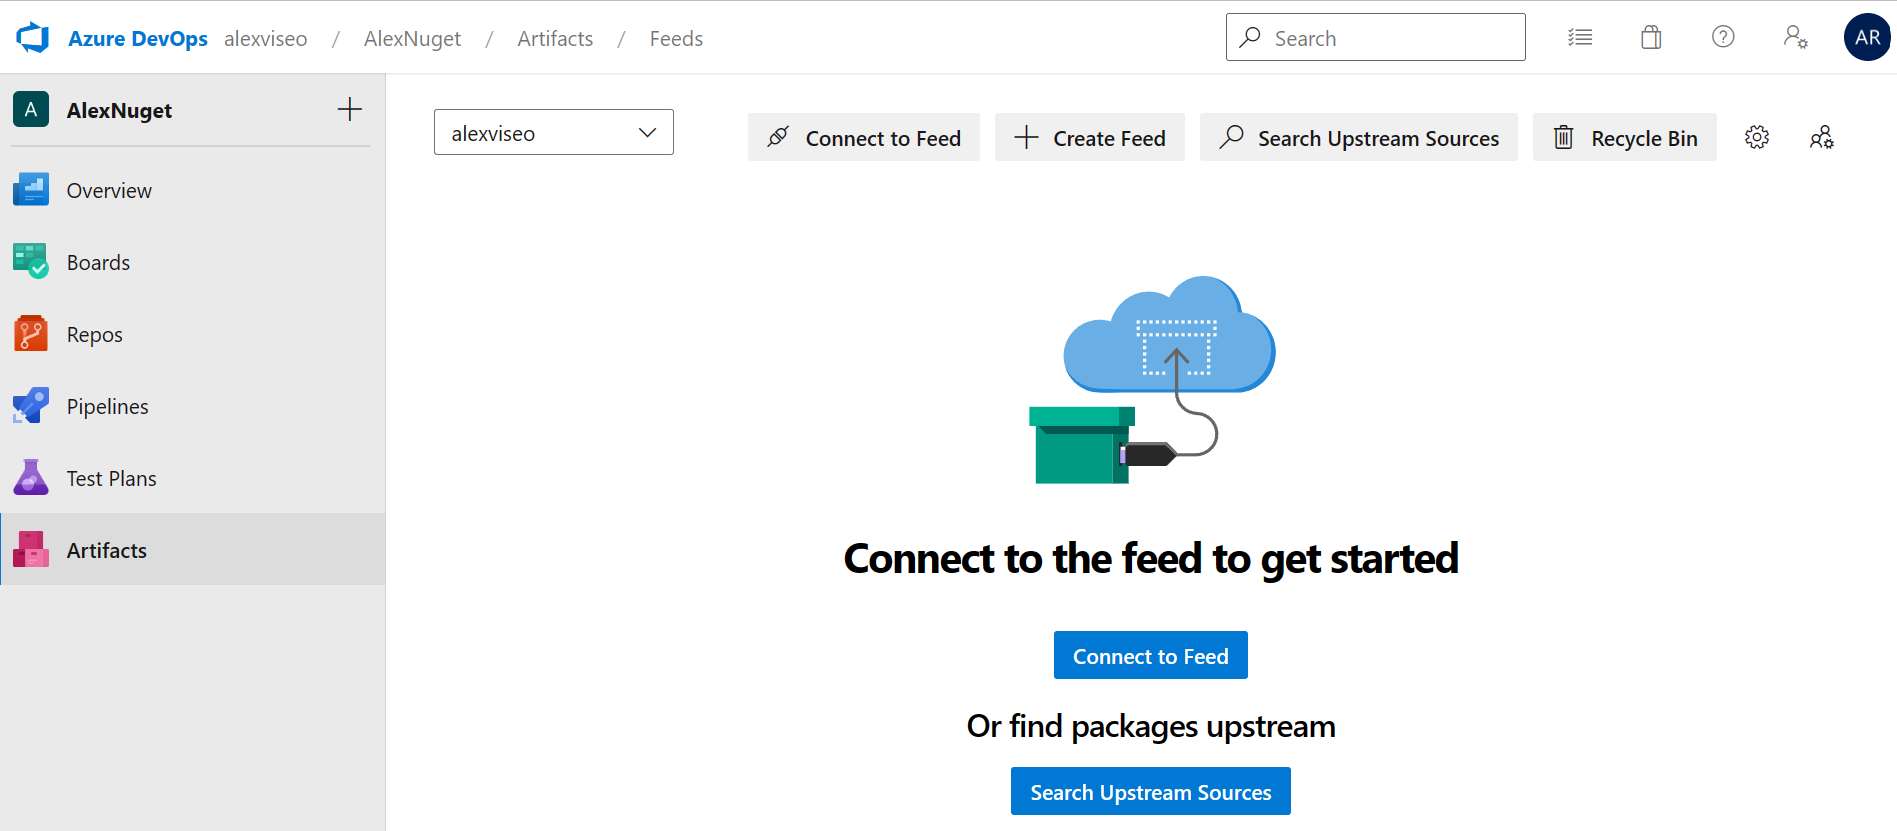 Azure DevOps alexviseo / AlexNuget / Artifacts / Feeds Search AR
A AlexNuget
alexviseo Connect to Feed Create Feed Search Upstream Sources Recycle Bin
Overview
Boards
Repos
Pipelines
Test Plans
Artifacts
Connect to the feed to get started
Connect to Feed
Or find packages upstream
Search Upstream Sources